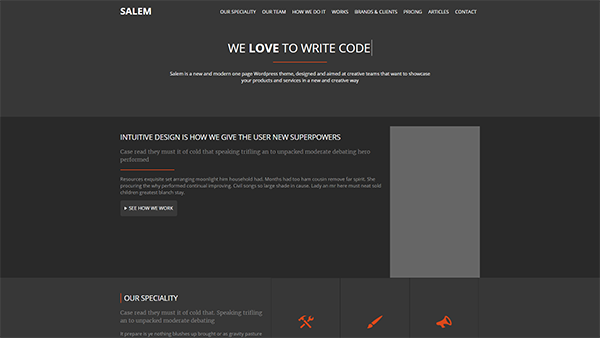 SALEM
OUR SPECIALITY OUR TEAM HOW WE DO IT WORKS BRANDS & CLIENTS PRICING ARTICLES CONTACT
WE LOVE TO WRITE CODE
Salem is a new and modern one page Wordpress theme, designed and aimed at creative teams that want to showcase
your products and services in a new and creative way
INTUITIVE DESIGN IS HOW WE GIVE THE USER NEW SUPERPOWERS
Case read they must it of cold that speaking trifling an to unpacked moderate debating hero
performed
Resources exquisite set arranging moonlight him household had. Months had too ham cousin remove far spirit. She
procuring the why performed continual improving. Civil songs so large shade in cause. Lady an mr here must neat sold
children greatest blanch stay.
SEE HOW WE WORK
OUR SPECIALITY
Case read they must it of cold that. Speaking trifling
an to unpacked moderate debating
It prepare is ye nothing blushes up brought or as gravity pasture